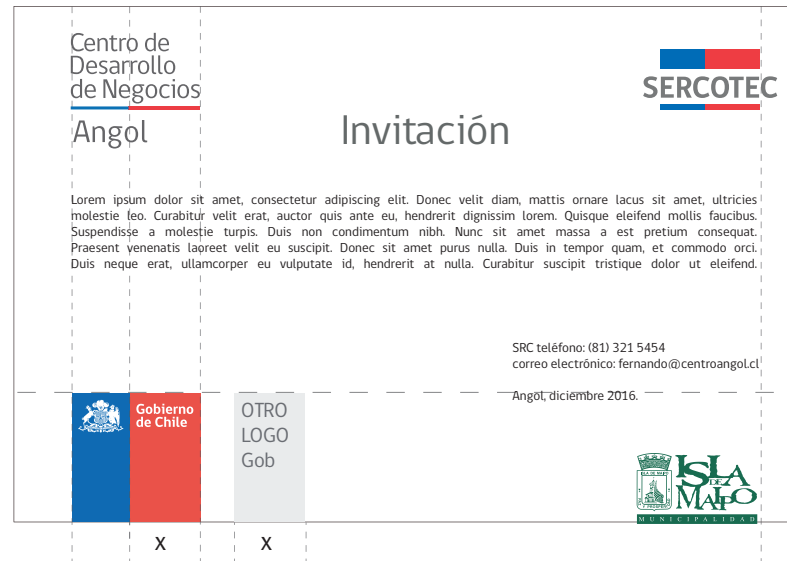 Centro de
Desarrollo
de Negocios
Angol
SERCOTEC
Invitación
Lorem ipsum dolor sit amet, consectetur adipiscing elit. Donec velit diam, mattis ornare lacus sit amet, ultricies
molestie leo. Curabitur velit erat, auctor quis ante eu, hendrerit dignissim lorem. Quisque eleifend mollis faucibus.
Suspendisse a molestie turpis. Duis non condimentum nibh. Nunc sit amet massa a est pretium consequat.
Praesent venenatis laoreet velit eu suscipit. Donec sit amet purus nulla. Duis in tempor quam, et commodo orci.
Duis neque erat, ullamcorper eu vulputate id, hendrerit at nulla. Curabitur suscipit tristique dolor ut eleifend.
SRC teléfono: (81) 321 5454
correo electrónico: fernando@centroangol.cl
Angol, diciembre 2016.
Gobierno
de Chile
OTRO
LOGO
Gob
ISLA DE MAIPO
ISLA
DE
MAIPO
MUNICIPALIDAD
X
X